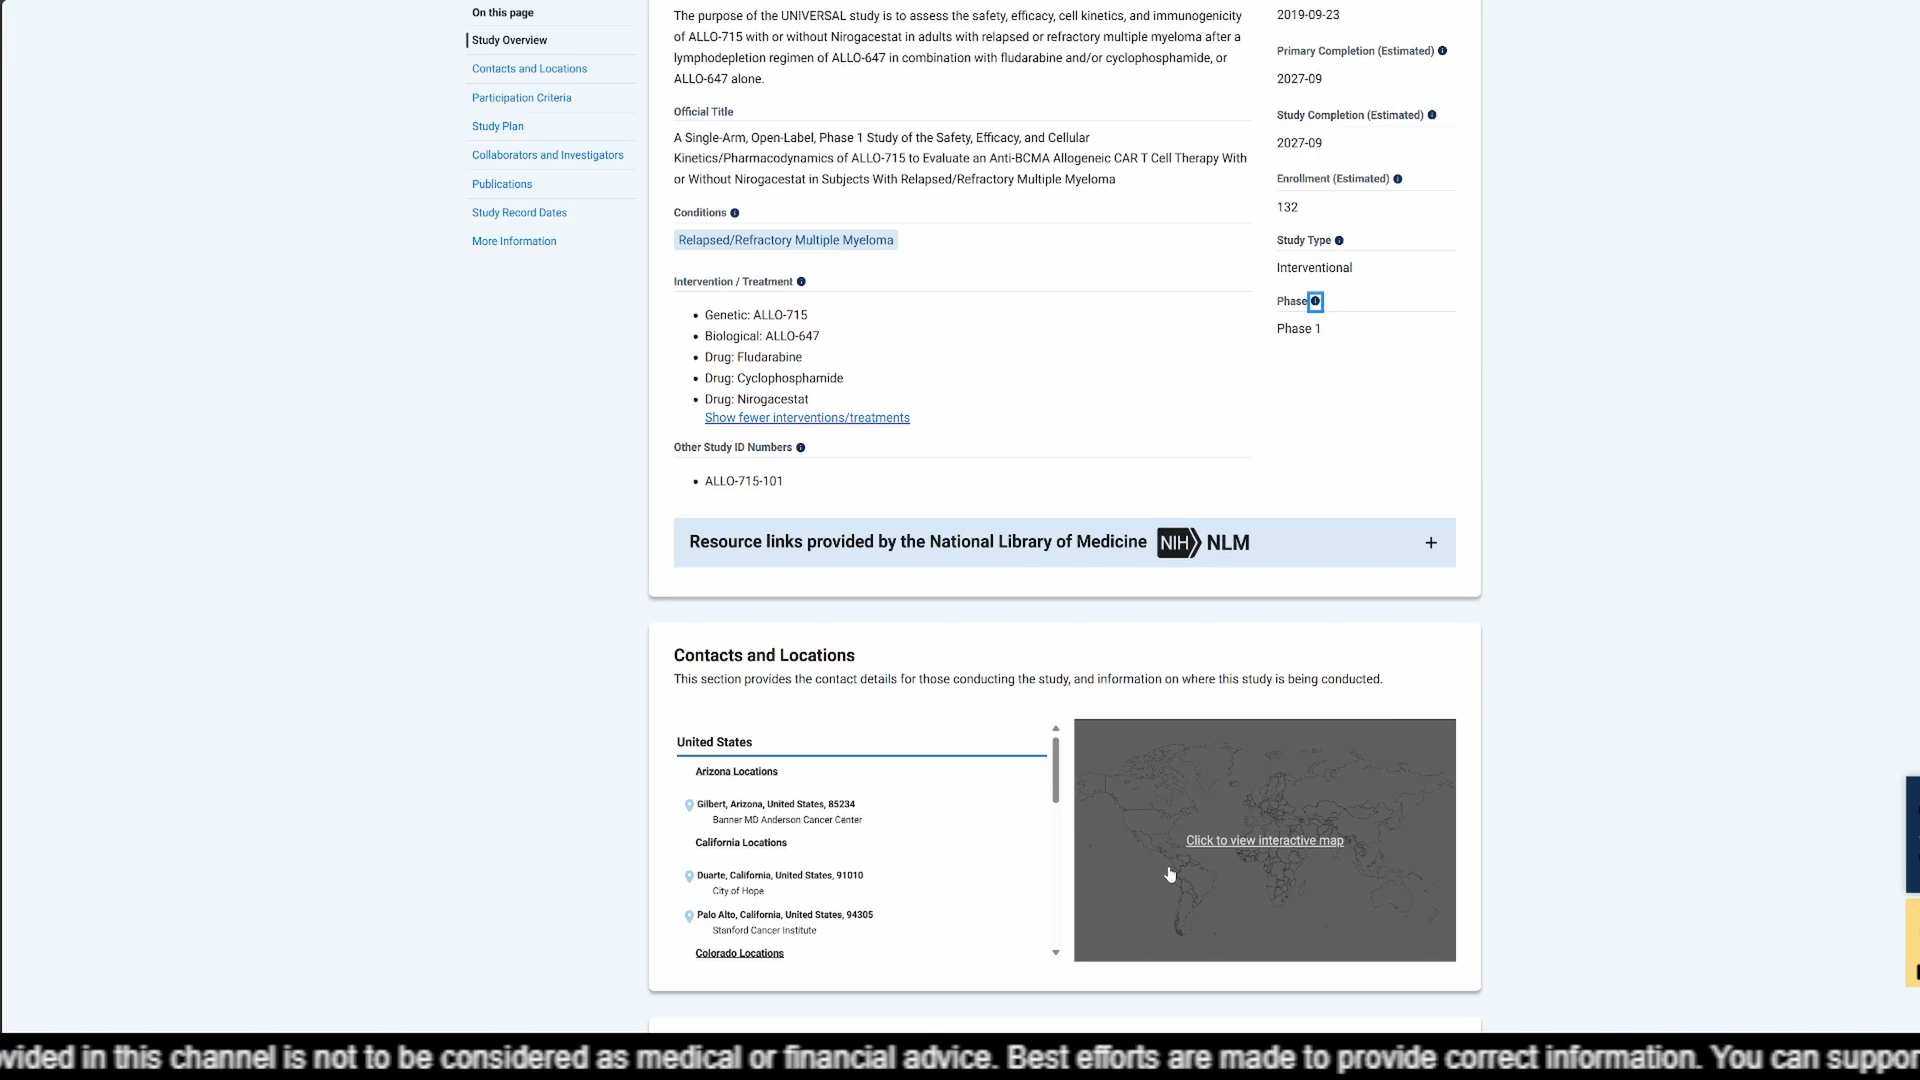 On this page
Study Overview
Contacts and Locations
Participation Criteria
Study Plan
Collaborators and Investigators
Publications
Study Record Dates
More Information
The purpose of the UNIVERSAL study is to assess the safety, efficacy, cell kinetics, and immunogenicity
of ALLO-715 with or without Nirogacestat in adults with relapsed or refractory multiple myeloma after a
lymphodepletion regimen of ALLO-647 in combination with fludarabine and/or cyclophosphamide, or
ALLO-647 alone.
Official Title
A Single-Arm, Open-Label, Phase 1 Study of the Safety, Efficacy, and Cellular
Kinetics/Pharmacodynamics of ALLO-715 to Evaluate an Anti-BCMA Allogeneic CAR T Cell Therapy With
or Without Nirogacestat in Subjects With Relapsed/Refractory Multiple Myeloma
Conditions
Relapsed/Refractory Multiple Myeloma
Intervention / Treatment
• Genetic: ALLO-715
• Biological: ALLO-647
• Drug: Fludarabine
• Drug: Cyclophosphamide
• Drug: Nirogacestat
Show fewer interventions/treatments
Other Study ID Numbers
• ALLO-715-101
2019-09-23
Primary Completion (Estimated)
2027-09
Study Completion (Estimated)
2027-09
Enrollment (Estimated)
132
Study Type
Interventional
Phase
Phase 1
Resource links provided by the National Library of Medicine NIH NLM +
Contacts and Locations
This section provides the contact details for those conducting the study, and information on where this study is being conducted.
United States
Arizona Locations
Gilbert, Arizona, United States, 85234
Banner MD Anderson Cancer Center
California Locations
Duarte, California, United States, 91010
City of Hope
Palo Alto, California, United States, 94305
Stanford Cancer Institute
Colorado Locations
Click to view interactive map
ovided in this channel is not to be considered as medical or financial advice. Best efforts are made to provide correct information. You can suppor